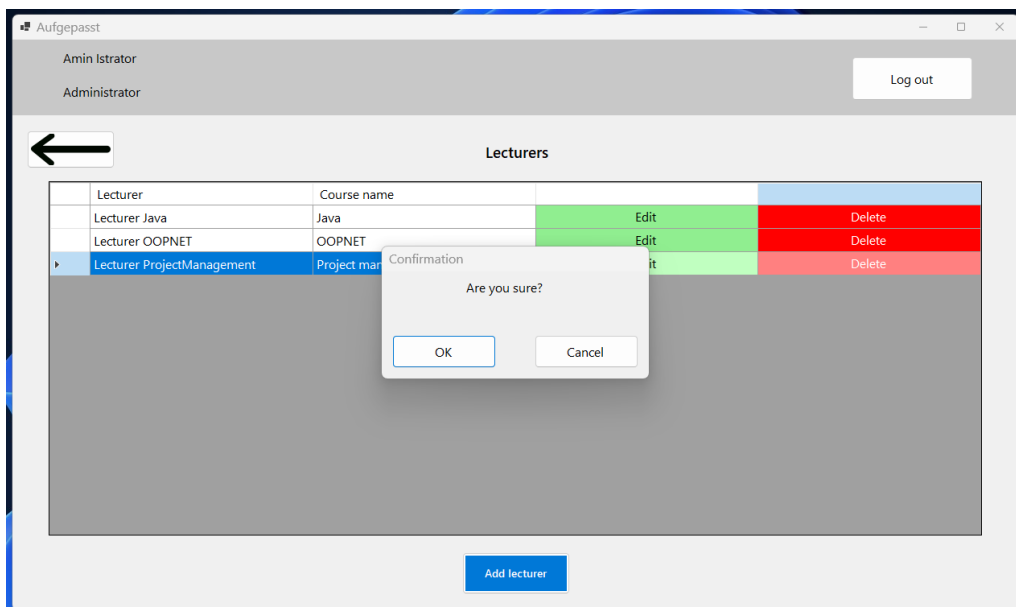 Aufgepasst
Amin Istrator
Administrator
Log out
Lecturers
Lecturer Course name
Lecturer Java Java Edit Delete
Lecturer OOPNET OOPNET Edit Delete
Lecturer ProjectManagement Project man it Delete
Confirmation
Are you sure?
OK Cancel
Add lecturer